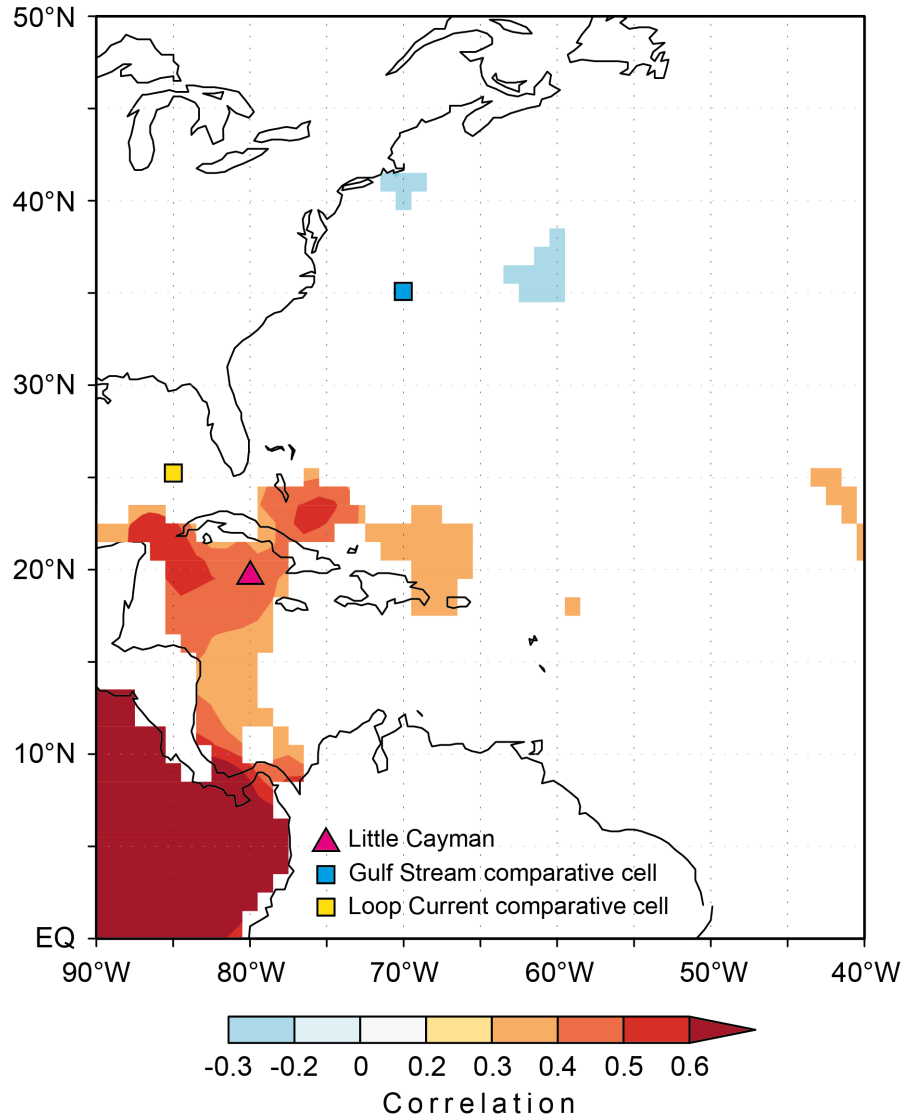 50°N
40°N
30°N
20°N
10°N
Little Cayman
Gulf Stream comparative cell
Loop Current comparative cell
EQ
90°W 80°W 70°W 60°W 50°W 40°W
-0.3 -0.2 0 0.2 0.3 0.4 0.5 0.6
Correlation